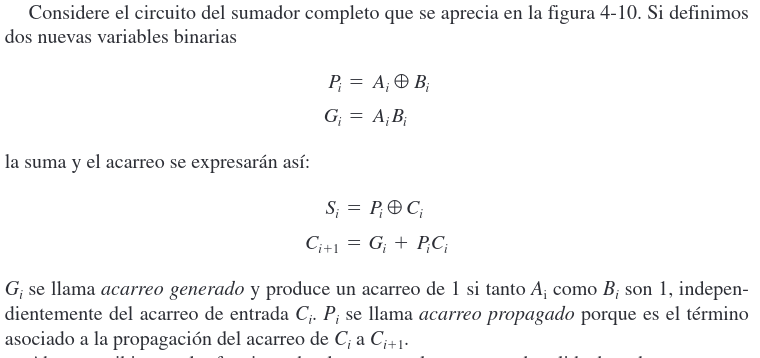 Considere el circuito del sumador completo que se aprecia en la figura 4-10. Si definimos
dos nuevas variables binarias
P_i = A_i ⊕ B_i
G_i = A_i B_i
la suma y el acarreo se expresarán así:
S_i = P_i ⊕ C_i
C_{i+1} = G_i + P_i C_i
G_i se llama acarreo generado y produce un acarreo de 1 si tanto A_i como B_i son 1, indepen-
dientemente del acarreo de entrada C_i. P_i se llama acarreo propagado porque es el término
asociado a la propagación del acarreo de C_i a C_{i+1}.